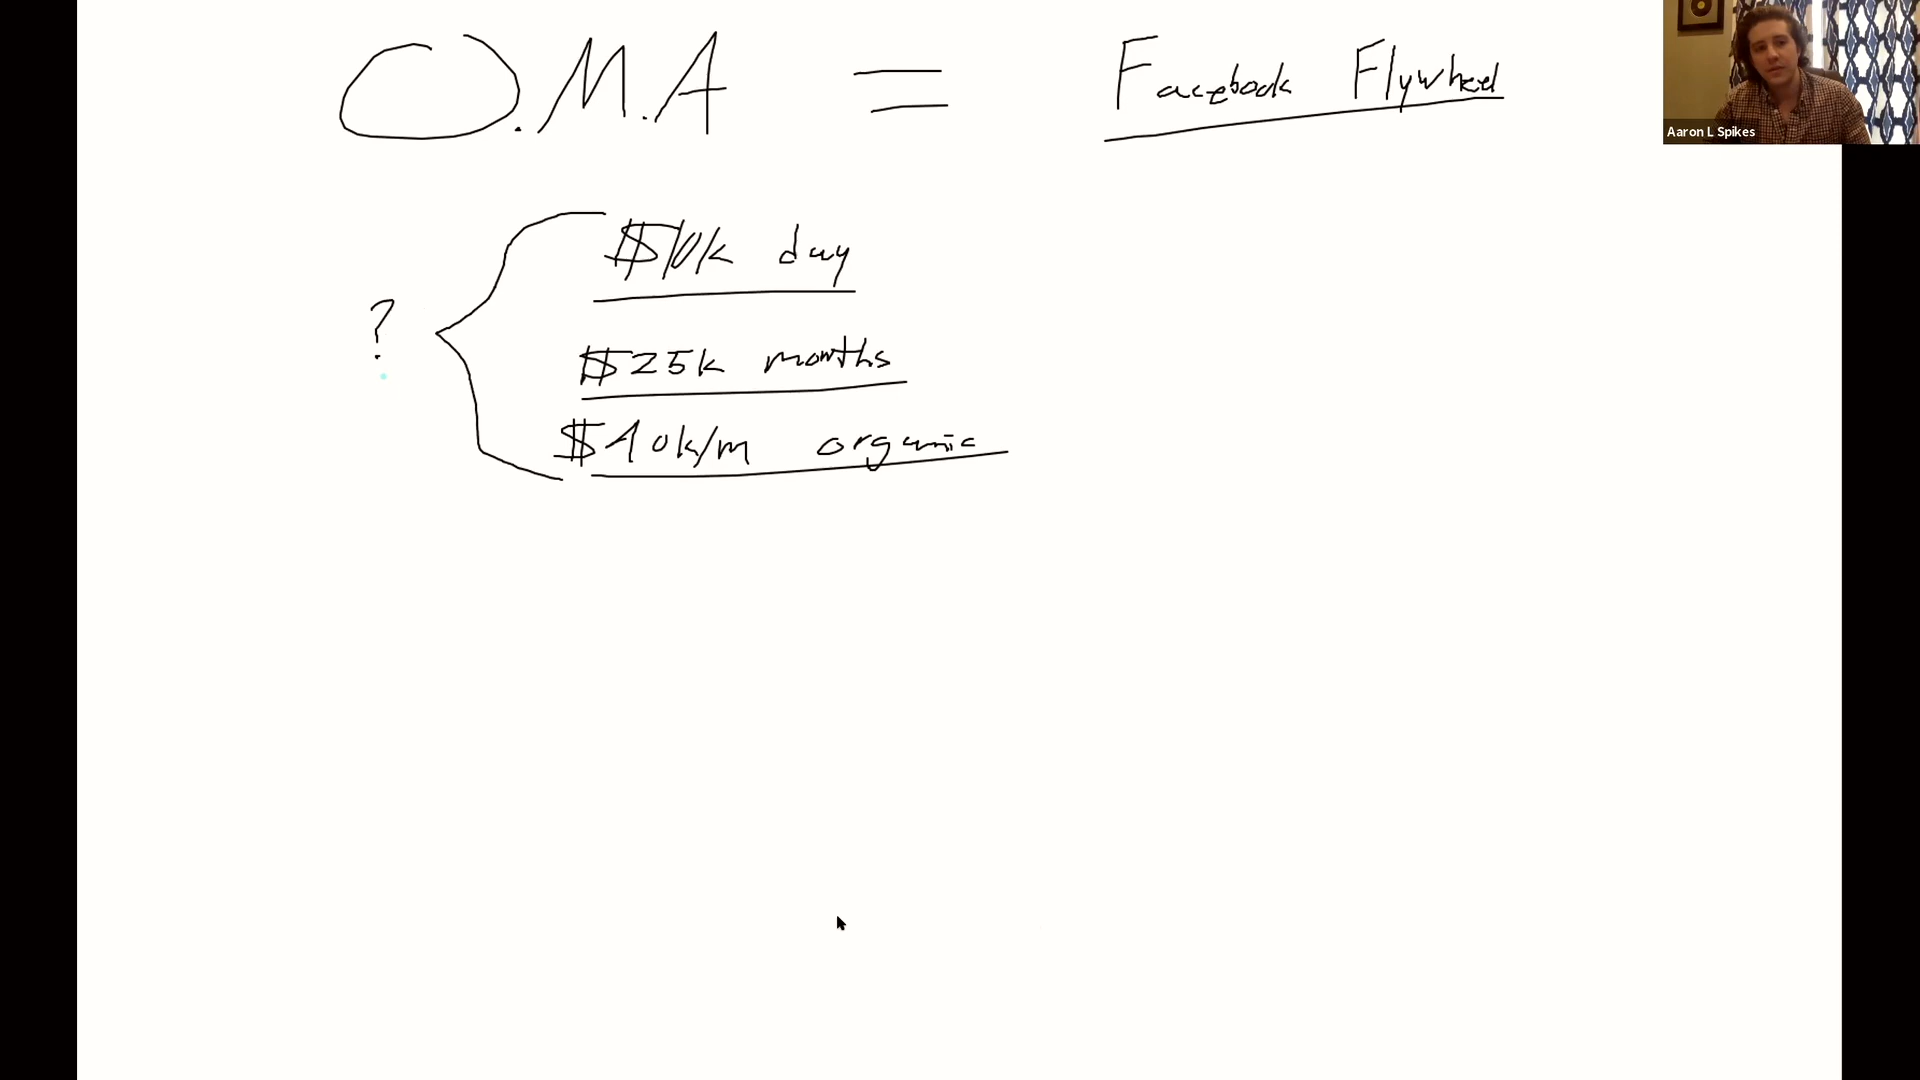 O.M.A = Facebook Flywheel
Aaron L Spikes
$10k day
?
$25k months
$10k/m organic